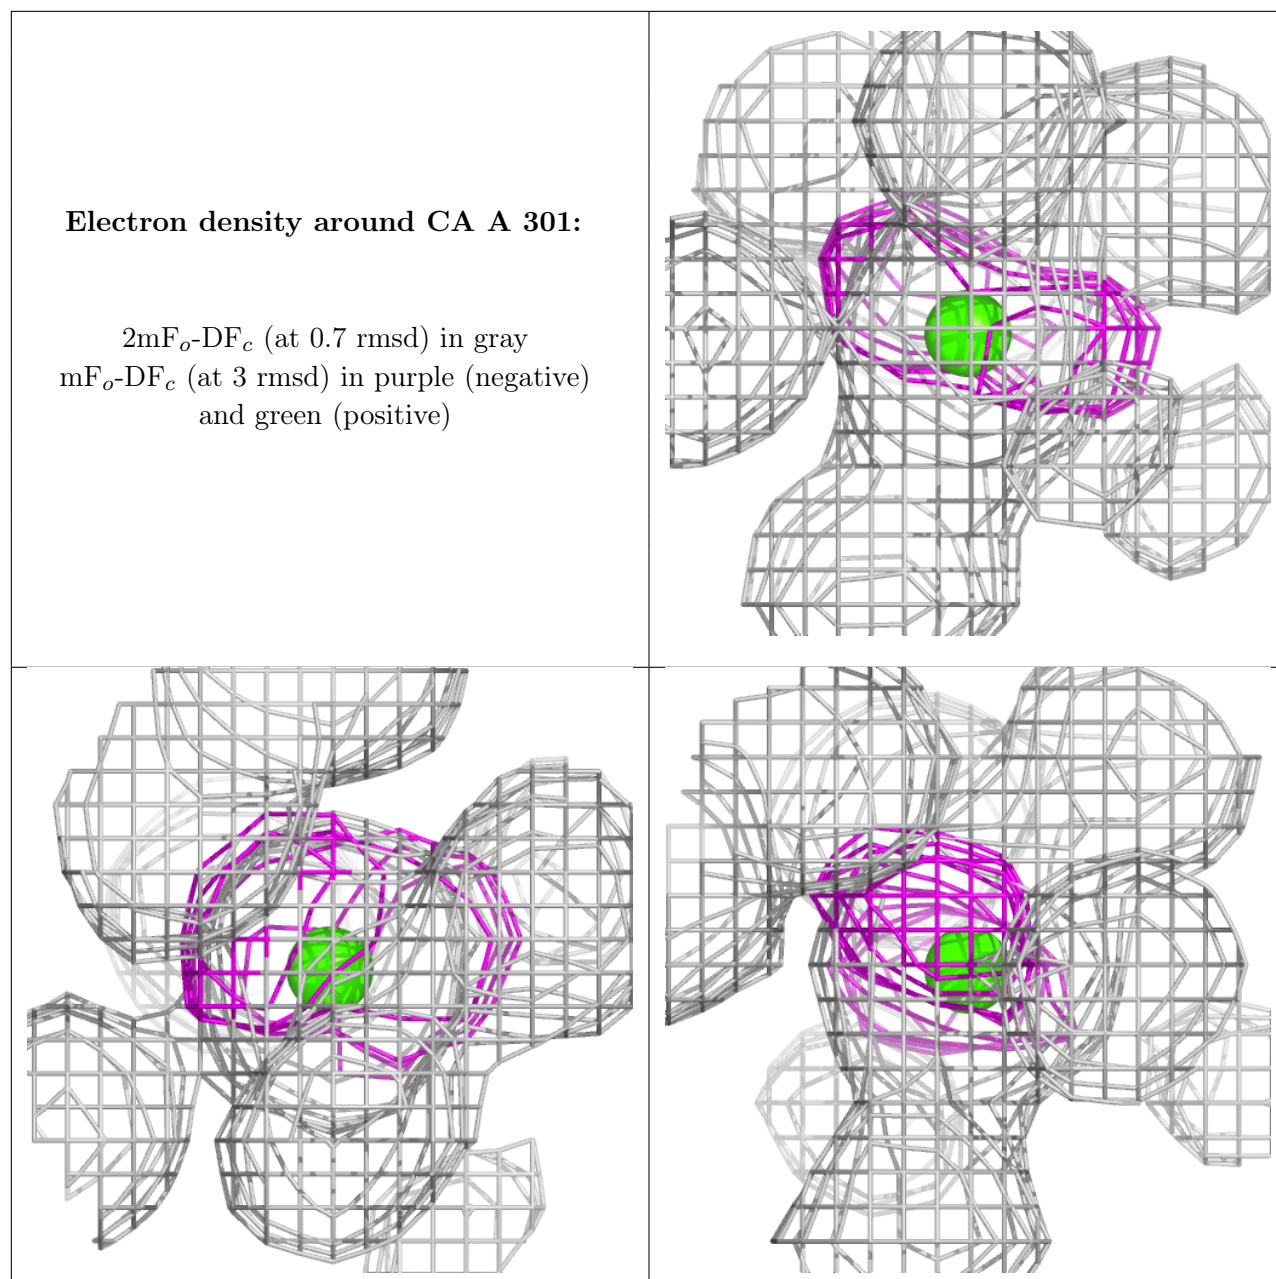 Electron density around CA A 301:
2mFo-DFc (at 0.7 rmsd) in gray
mFo-DFc (at 3 rmsd) in purple (negative)
and green (positive)